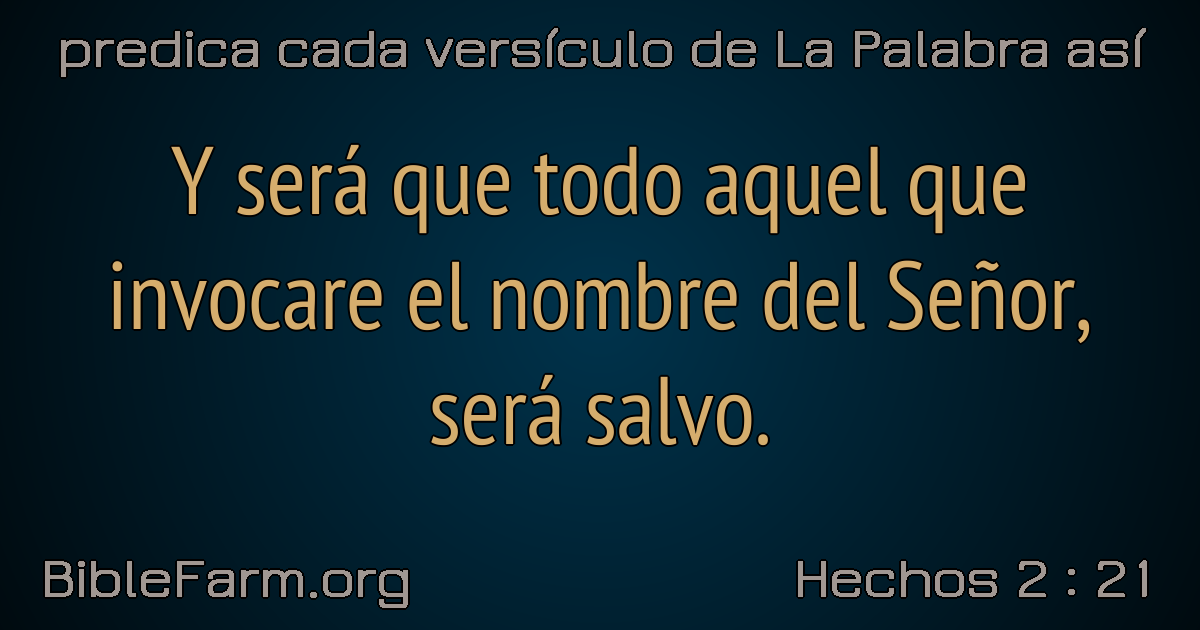 predica cada versículo de La Palabra así
Y será que todo aquel que
invocare el nombre del Señor,
será salvo.
BibleFarm.org
Hechos 2 : 21